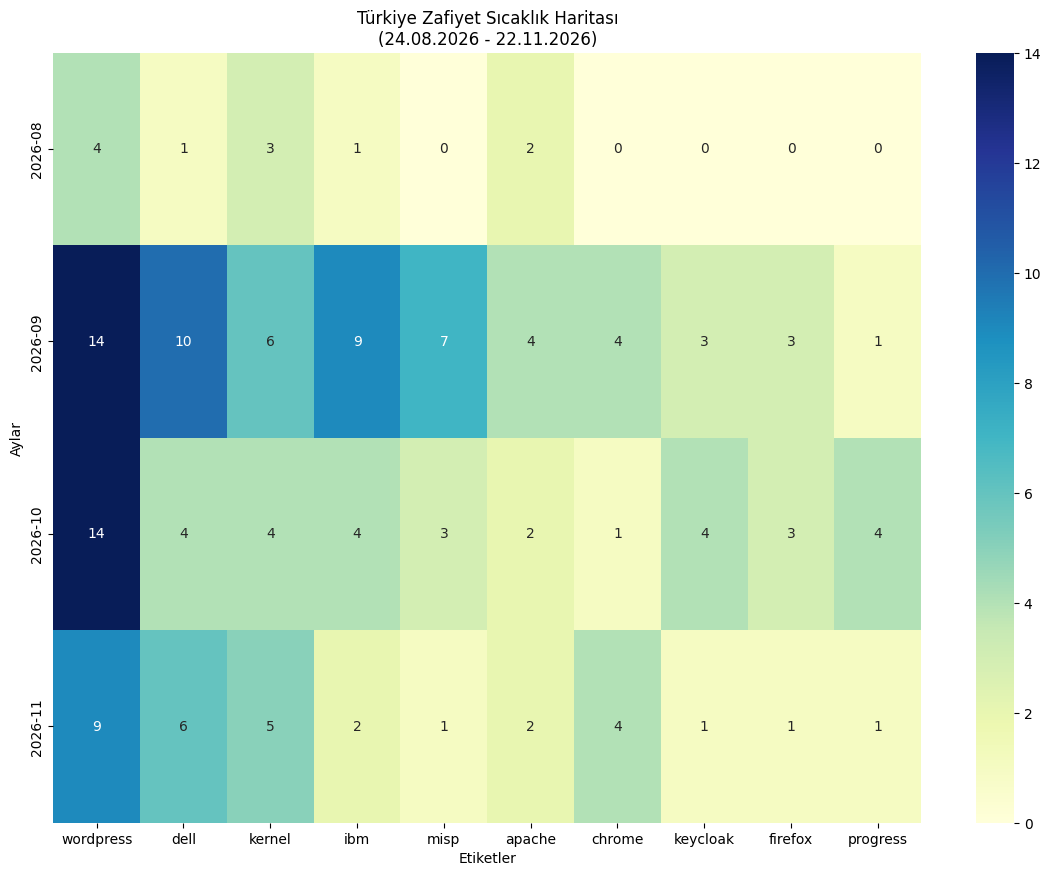 Türkiye Zafiyet Sıcaklık Haritası
(24.08.2026 - 22.11.2026)
Aylar
2026-08
4 1 3 1 0 2 0 0 0 0
2026-09
14 10 6 9 7 4 4 3 3 1
2026-10
14 4 4 4 3 2 1 4 3 4
2026-11
9 6 5 2 1 2 4 1 1 1
wordpress dell kernel ibm misp apache chrome keycloak firefox progress
Etiketler
14
12
10
8
6
4
2
0